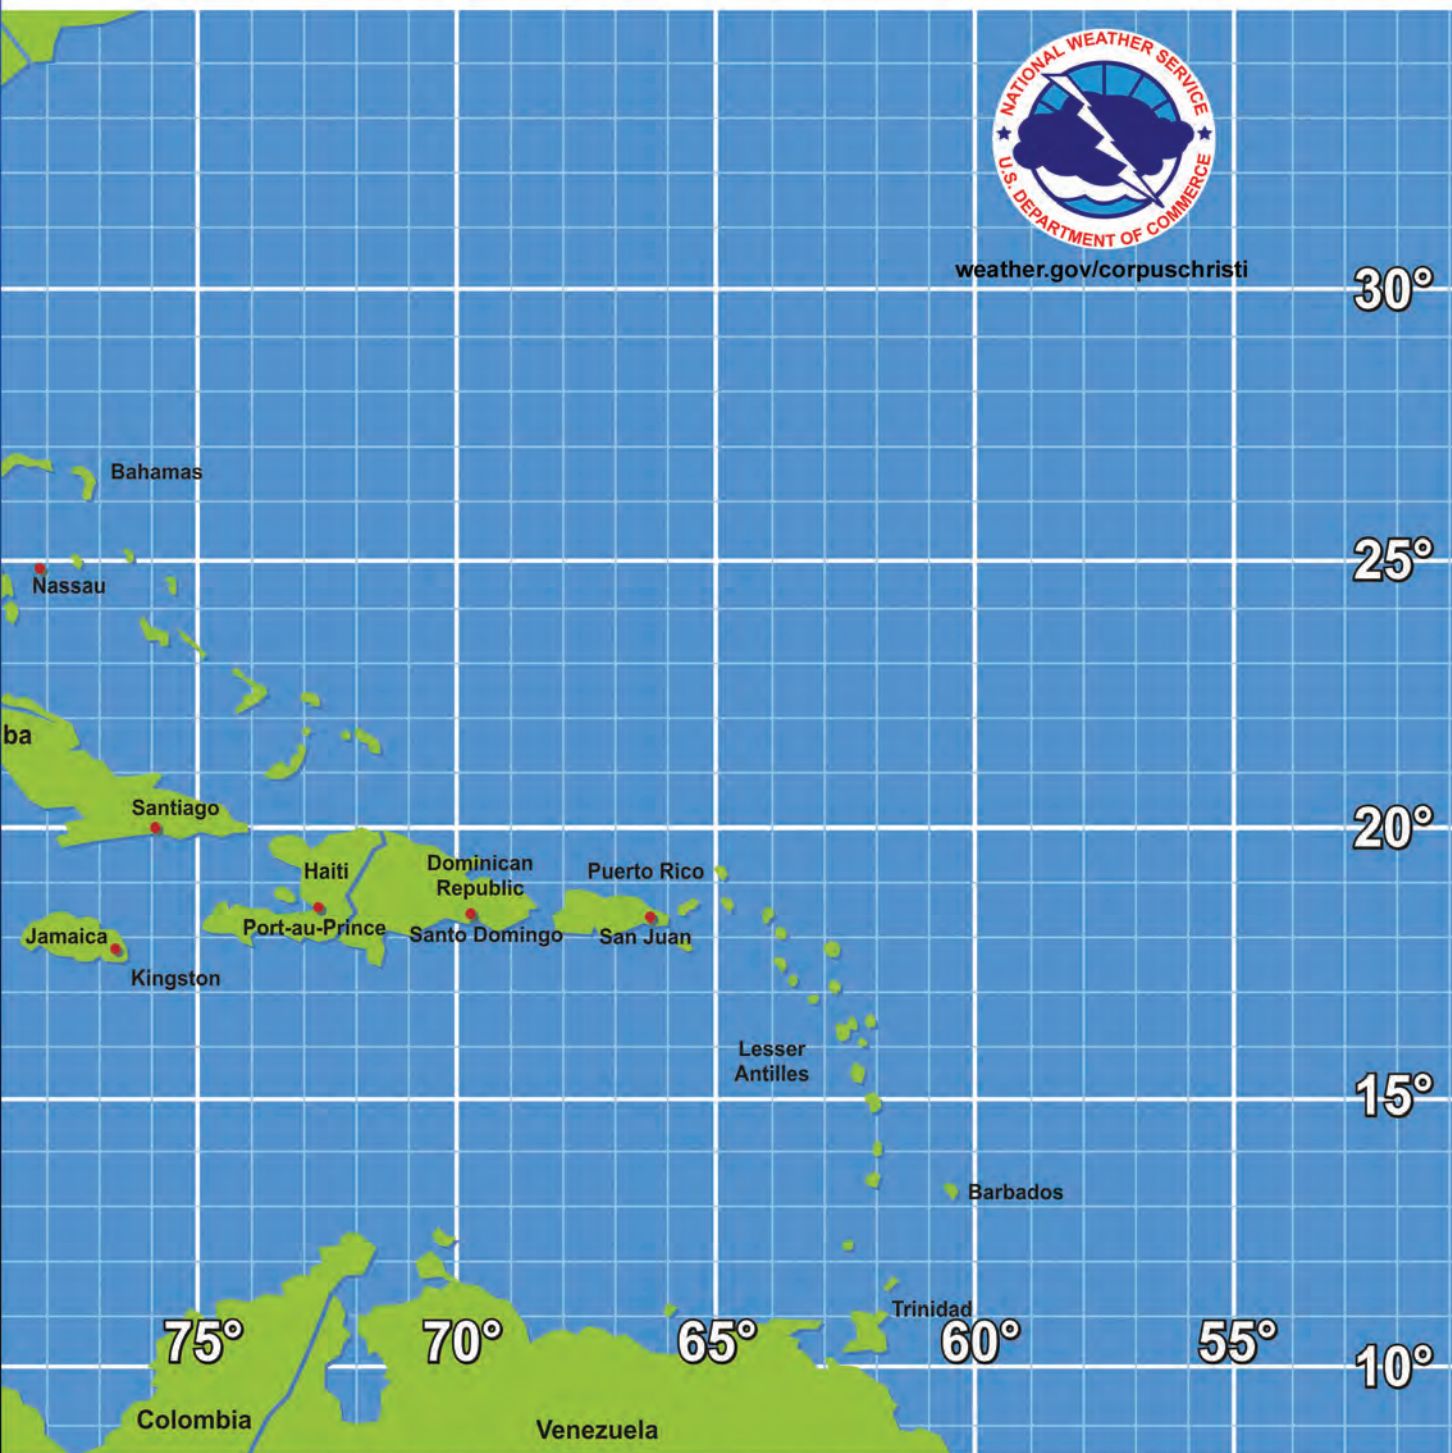 NATIONAL WEATHER SERVICE
U.S. DEPARTMENT OF COMMERCE
weather.gov/corpuschristi
30°
Bahamas
25°
Nassau
ba
Santiago
20°
Haiti
Dominican
Republic
Puerto Rico
Port-au-Prince
Santo Domingo
San Juan
Jamaica
Kingston
Lesser
Antilles
15°
Barbados
Trinidad
75°
70°
65°
60°
55°
10°
Colombia
Venezuela